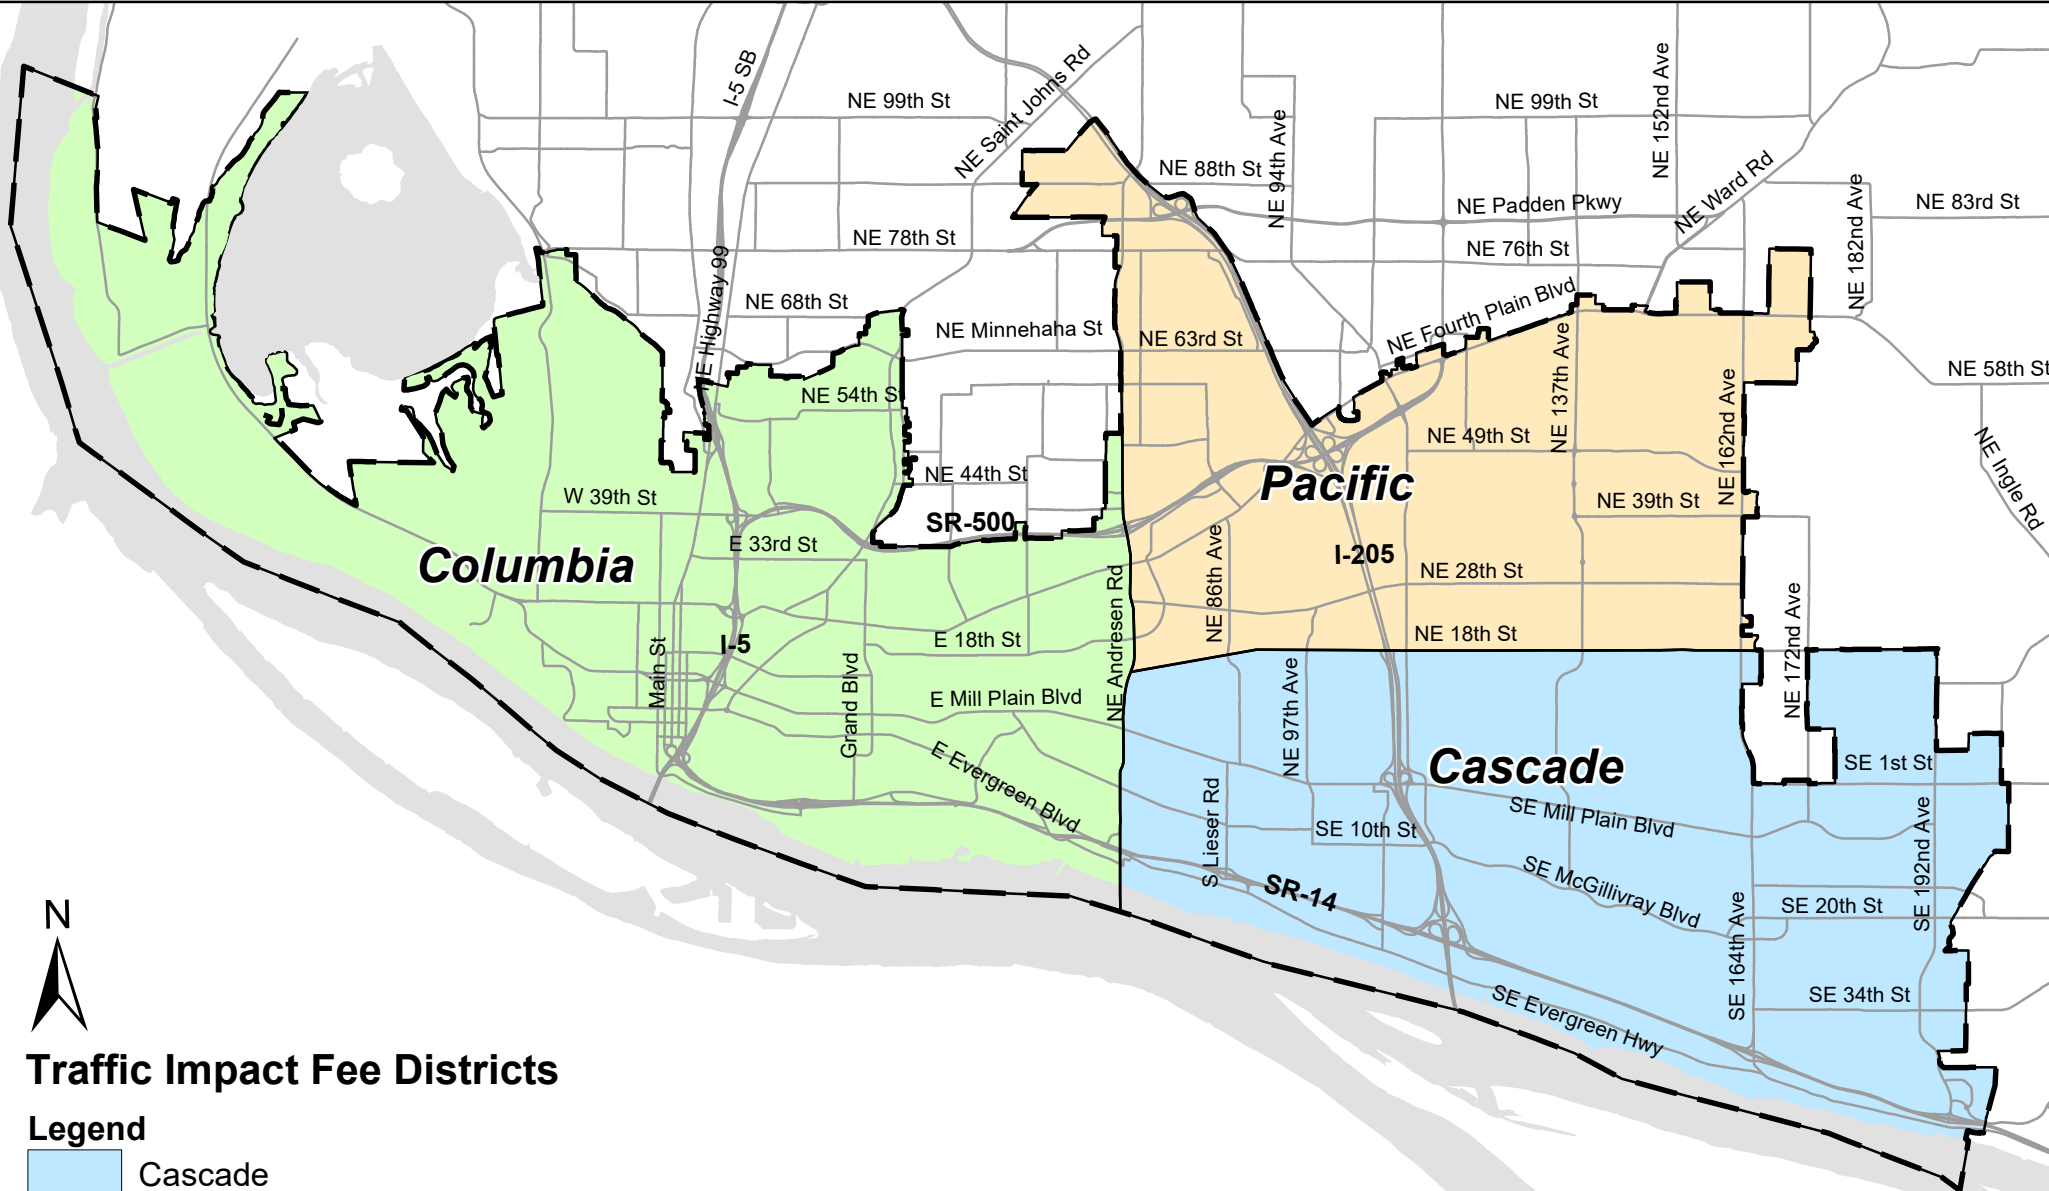 I-5 SB
NE 99th St
NE Saint Johns Rd
NE 99th St
NE 152nd Ave
NE 94th Ave
NE 88th St
NE Ward Rd
NE 182nd Ave
NE 83rd St
NE Padden Pkwy
NE 78th St
NE 76th St
NE Highway 99
NE 68th St
NE Minnehaha St
NE 63rd St
NE Fourth Plain Blvd
NE 137th Ave
NE 58th St
NE 54th St
NE 162nd Ave
NE 49th St
NE Ingle Rd
NE 44th St
Pacific
W 39th St
NE 39th St
SR-500
E 33rd St
I-205
Columbia
NE 86th Ave
NE 28th St
NE Andresen Rd
NE 172nd Ave
E 18th St
NE 18th St
I-5
Main St
Grand Blvd
E Mill Plain Blvd
NE 97th Ave
Cascade
SE 1st St
E Evergreen Blvd
S Lieser Rd
SE 10th St
SE Mill Plain Blvd
SE 192nd Ave
SR-14
SE McGillivray Blvd
SE 20th St
SE 164th Ave
N
SE 34th St
SE Evergreen Hwy
Traffic Impact Fee Districts
Legend
Cascade